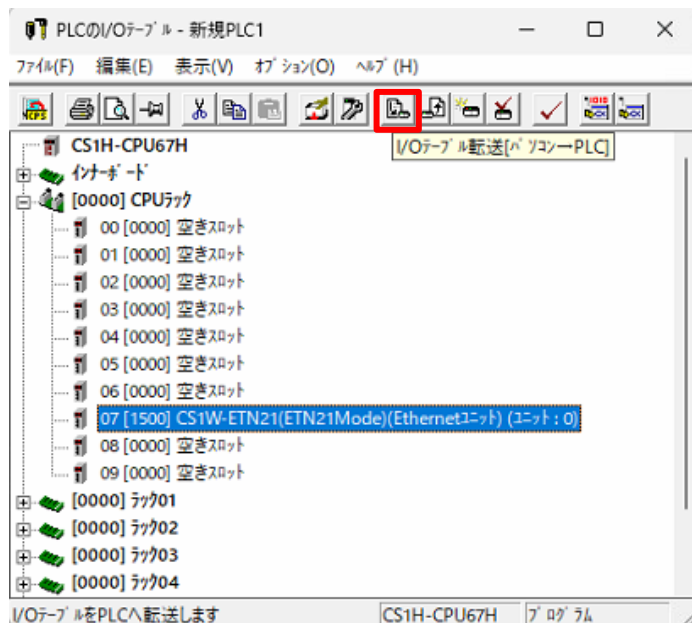 PLCのI/Oテーブル - 新規PLC1
ファイル(F) 編集(E) 表示(V) オプション(O) ヘルプ(H)
I/Oテーブル転送[パソコン→PLC]
CS1H-CPU67H
インナーボード
[0000] CPUラック
00 [0000] 空きスロット
01 [0000] 空きスロット
02 [0000] 空きスロット
03 [0000] 空きスロット
04 [0000] 空きスロット
05 [0000] 空きスロット
06 [0000] 空きスロット
07 [1500] CS1W-ETN21(ETN21Mode)(Ethernetユニット) (ユニット : 0)
08 [0000] 空きスロット
09 [0000] 空きスロット
[0000] ラック01
[0000] ラック02
[0000] ラック03
[0000] ラック04
I/OテーブルをPLCへ転送します CS1H-CPU67H プログラム